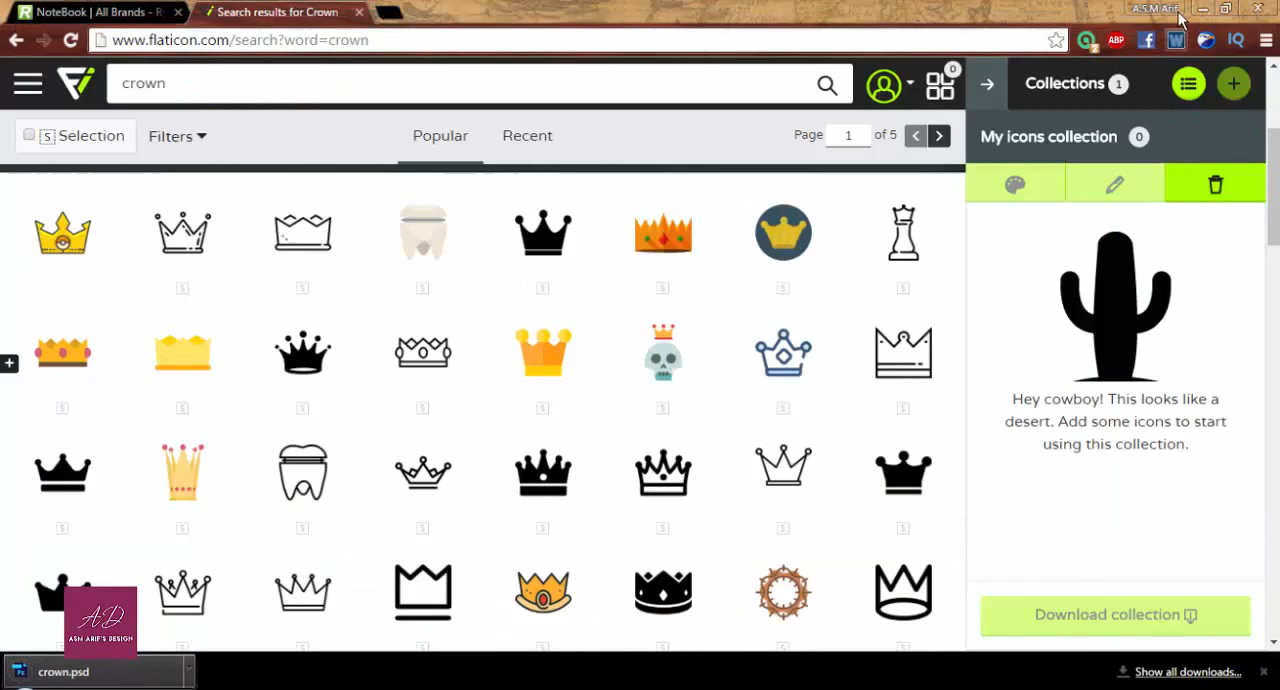 NoteBook | All Brands - R
Search results for Crown
A.S.M Arif
www.flaticon.com/search?word=crown
2
ABP
f
W
IQ
crown
0
Collections 1
S Selection
Filters
Popular
Recent
Page 1 of 5
My icons collection 0
S S S S S S S
Hey cowboy! This looks like a
desert. Add some icons to start
using this collection.
S S S S S S S S
S S S S S S S S
AD
ASM ARIF'S DESIGN
Download collection
Ps
crown.psd
Show all downloads...